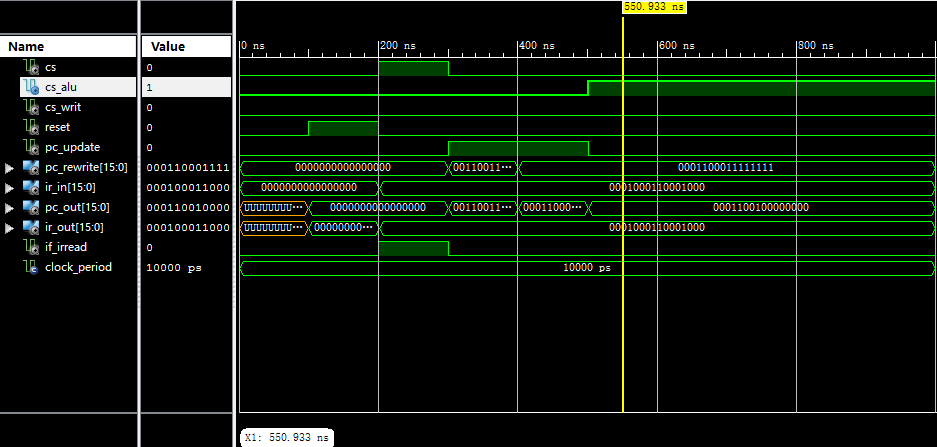 550.933 ns
Name Value
0 ns 200 ns 400 ns 600 ns 800 ns
cs 0
cs_alu 1
cs_writ 0
reset 0
pc_update 0
pc_rewrite[15:0] 000110001111 0000000000000000 00110011... 0001100011111111
ir_in[15:0] 000100011000 0000000000000000 0001000110001000
pc_out[15:0] 000110010000 UUUUUUUU... 0000000000000000 00110011... 00011000... 0001100100000000
ir_out[15:0] 000100011000 UUUUUUUU... 00000000... 0001000110001000
if_irread 0
clock_period 10000 ps 10000 ps
X1: 550.933 ns